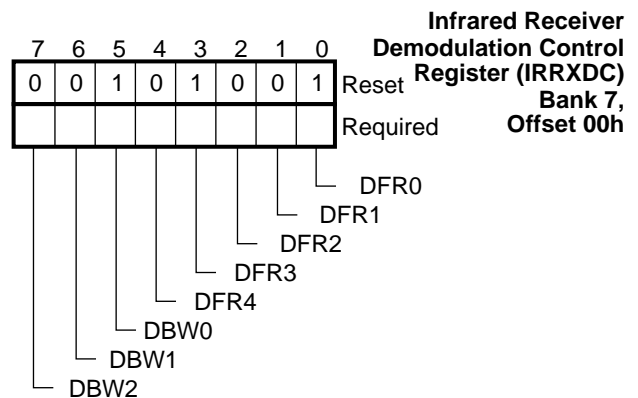 Infrared Receiver
Demodulation Control
Register (IRRXDC)
Bank 7,
Offset 00h
7 6 5 4 3 2 1 0
0 0 1 0 1 0 0 1 Reset
Required
DFR0
DFR1
DFR2
DFR3
DFR4
DBW0
DBW1
DBW2